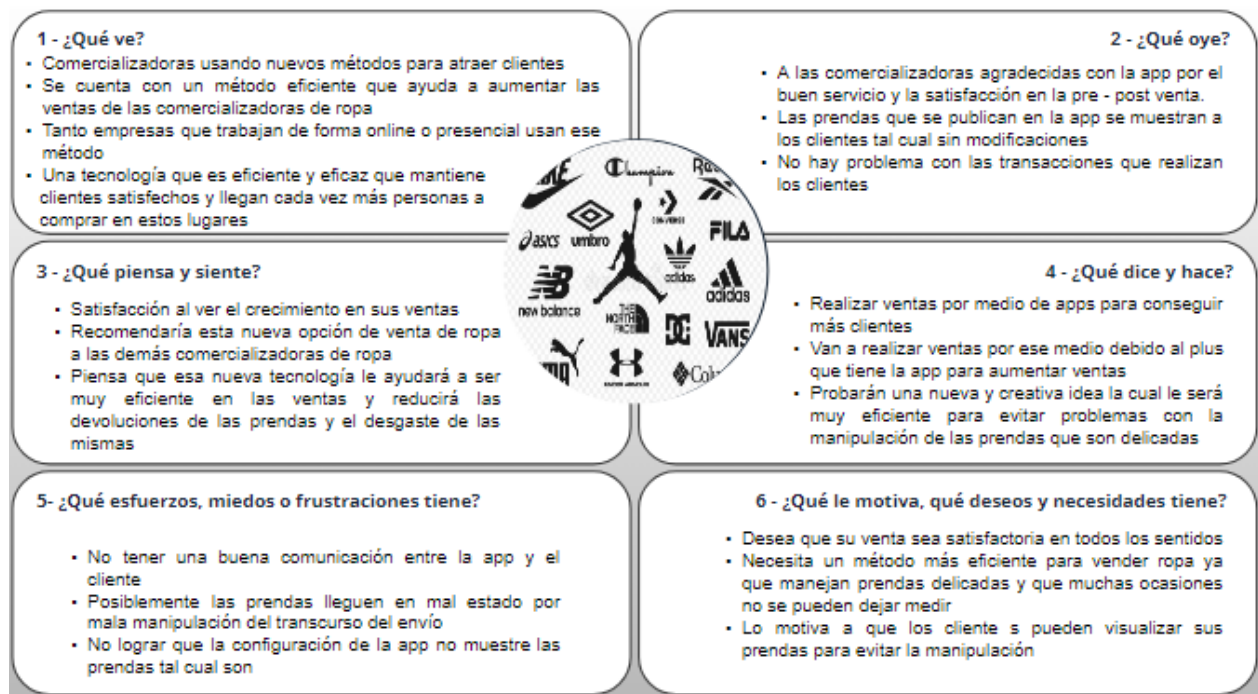 1 - ¿Qué ve?
▪ Comercializadoras usando nuevos métodos para atraer clientes
▪ Se cuenta con un método eficiente que ayuda a aumentar las
ventas de las comercializadoras de ropa
▪ Tanto empresas que trabajan de forma online o presencial usan ese
método
▪ Una tecnología que es eficiente y eficaz que mantiene
clientes satisfechos y llegan cada vez más personas a
comprar en estos lugares
2 - ¿Qué oye?
▪ A las comercializadoras agradecidas con la app por el
buen servicio y la satisfacción en la pre - post venta.
▪ Las prendas que se publican en la app se muestran a
los clientes tal cual sin modificaciones
▪ No hay problema con las transacciones que realizan
los clientes
Champion
CONVERSE
asics
umbro
FILA
adidas
adidas
new balance
THE
NORTH
FACE
DC
VANS
UNDER ARMOUR
3 - ¿Qué piensa y siente?
▪ Satisfacción al ver el crecimiento en sus ventas
▪ Recomendaría esta nueva opción de venta de ropa
a las demás comercializadoras de ropa
▪ Piensa que esa nueva tecnología le ayudará a ser
muy eficiente en las ventas y reducirá las
devoluciones de las prendas y el desgaste de las
mismas
4 - ¿Qué dice y hace?
▪ Realizar ventas por medio de apps para conseguir
más clientes
▪ Van a realizar ventas por ese medio debido al plus
que tiene la app para aumentar ventas
▪ Probarán una nueva y creativa idea la cual le será
muy eficiente para evitar problemas con la
manipulación de las prendas que son delicadas
5- ¿Qué esfuerzos, miedos o frustraciones tiene?
▪ No tener una buena comunicación entre la app y el
cliente
▪ Posiblemente las prendas lleguen en mal estado por
mala manipulación del transcurso del envío
▪ No lograr que la configuración de la app no muestre las
prendas tal cual son
6 - ¿Qué le motiva, qué deseos y necesidades tiene?
▪ Desea que su venta sea satisfactoria en todos los sentidos
▪ Necesita un método más eficiente para vender ropa ya
que manejan prendas delicadas y que muchas ocasiones
no se pueden dejar medir
▪ Lo motiva a que los cliente s pueden visualizar sus
prendas para evitar la manipulación